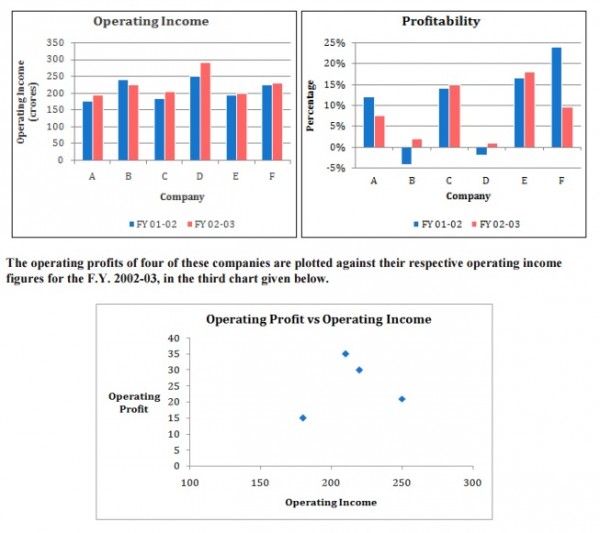 Operating Income
Operating Income
(crores)
350
300
250
200
150
100
50
0
A B C D E F
Company
FY 01-02 FY 02-03
Profitability
Percentage
25%
20%
15%
10%
5%
0%
-5%
A B C D E F
Company
FY 01-02 FY 02-03
The operating profits of four of these companies are plotted against their respective operating income
figures for the F.Y. 2002-03, in the third chart given below.
Operating Profit vs Operating Income
Operating
Profit
40
35
30
25
20
15
10
5
0
100 150 200 250 300
Operating Income